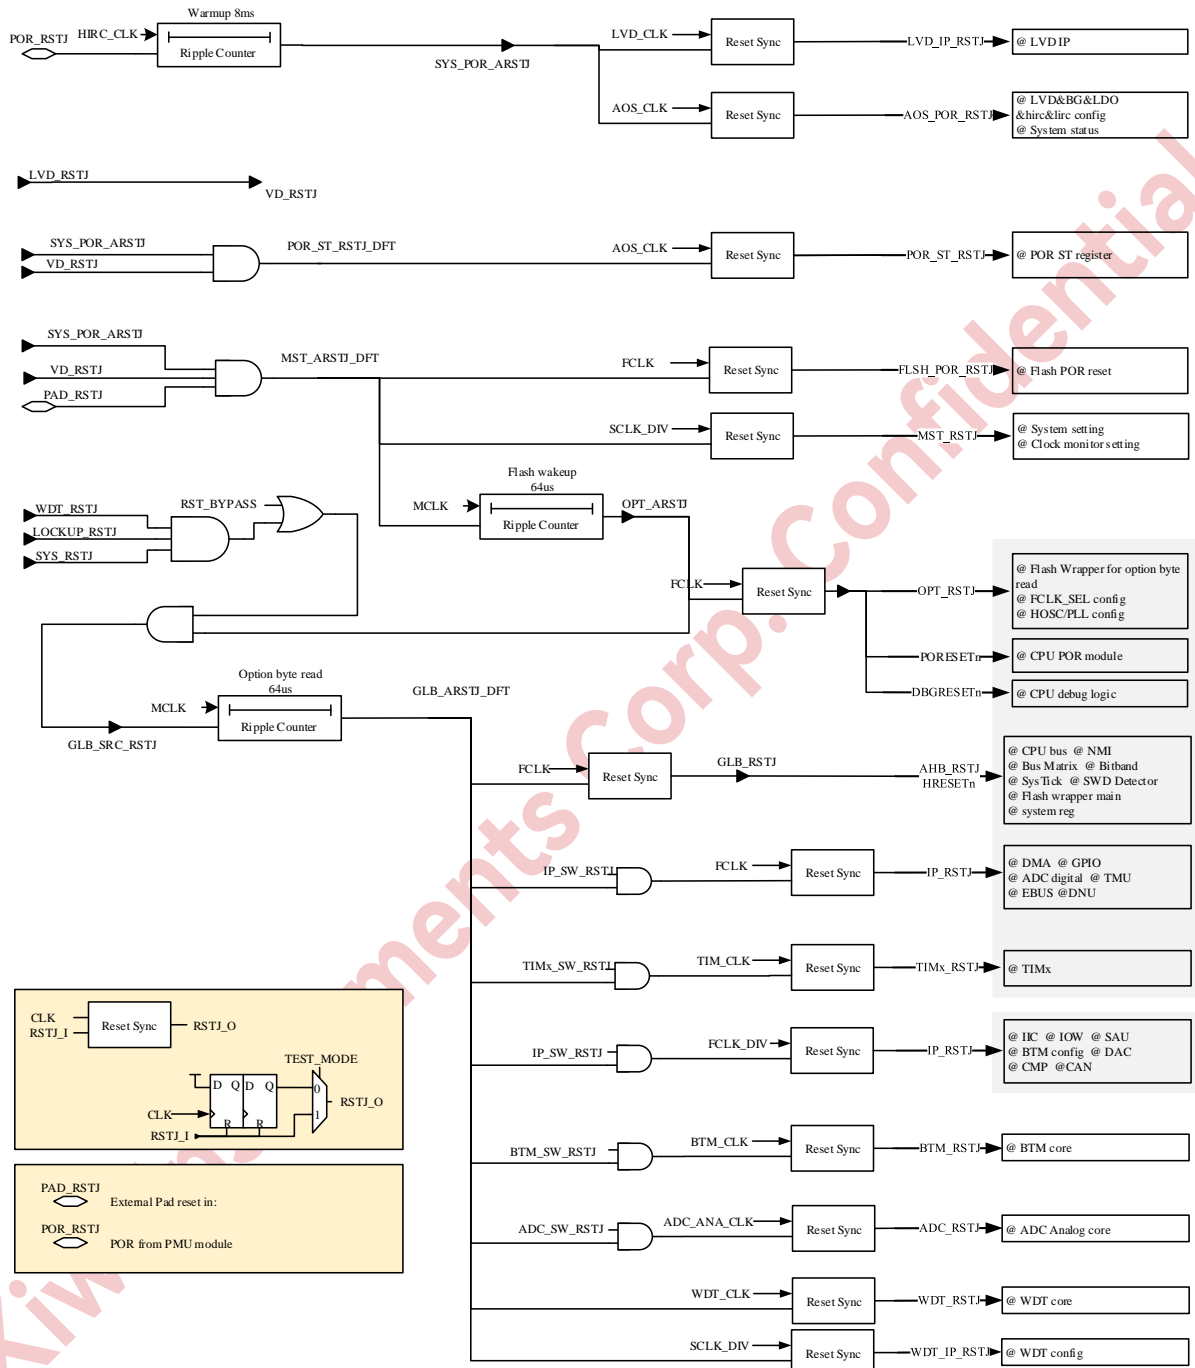 Warmup 8ms
POR_RSTJ
HIRC_CLK
Ripple Counter
SYS_POR_ARSTJ
LVD_CLK
Reset Sync
LVD_IP_RSTJ
@ LVD IP
AOS_CLK
Reset Sync
AOS_POR_RSTJ
@ LVD&BG&LDO
&hirc&lirc config
@ System status
LVD_RSTJ
VD_RSTJ
SYS_POR_ARSTJ
VD_RSTJ
POR_ST_RSTJ_DFT
AOS_CLK
Reset Sync
POR_ST_RSTJ
@ POR ST register
SYS_POR_ARSTJ
VD_RSTJ
PAD_RSTJ
MST_ARSTJ_DFT
FCLK
Reset Sync
FLSH_POR_RSTJ
@ Flash POR reset
SCLK_DIV
Reset Sync
MST_RSTJ
@ System setting
@ Clock monitor setting
Flash wakeup
64us
MCLK
Ripple Counter
OPT_ARSTJ
RST_BYPASS
WDT_RSTJ
LOCKUP_RSTJ
SYS_RSTJ
FCLK
Reset Sync
OPT_RSTJ
@ Flash Wrapper for option byte
read
@ FCLK_SEL config
@ HOSC/PLL config
PORESETn
@ CPU POR module
DBGRESETn
@ CPU debug logic
Option byte read
64us
MCLK
Ripple Counter
GLB_SRC_RSTJ
GLB_ARSTJ_DFT
FCLK
Reset Sync
GLB_RSTJ
AHB_RSTJ
HRESETn
@ CPU bus @ NMI
@ Bus Matrix @ Bitband
@ SysTick @ SWD Detector
@ Flash wrapper main
@ system reg
IP_SW_RSTJ
FCLK
Reset Sync
IP_RSTJ
@ DMA @ GPIO
@ ADC digital @ TMU
@ EBUS @DNU
TIMx_SW_RSTJ
TIM_CLK
Reset Sync
TIMx_RSTJ
@ TIMx
IP_SW_RSTJ
FCLK_DIV
Reset Sync
IP_RSTJ
@ IIC @ IOW @ SAU
@ BTM config @ DAC
@ CMP @CAN
BTM_SW_RSTJ
BTM_CLK
Reset Sync
BTM_RSTJ
@ BTM core
ADC_SW_RSTJ
ADC_ANA_CLK
Reset Sync
ADC_RSTJ
@ ADC Analog core
WDT_CLK
Reset Sync
WDT_RSTJ
@ WDT core
SCLK_DIV
Reset Sync
WDT_IP_RSTJ
@ WDT config
CLK
RSTJ_I
Reset Sync
RSTJ_O
TEST_MODE
D Q D Q
0
1
RSTJ_O
CLK
R R
RSTJ_I
PAD_RSTJ
External Pad reset in:
POR_RSTJ
POR from PMU module
Corp. Confidential